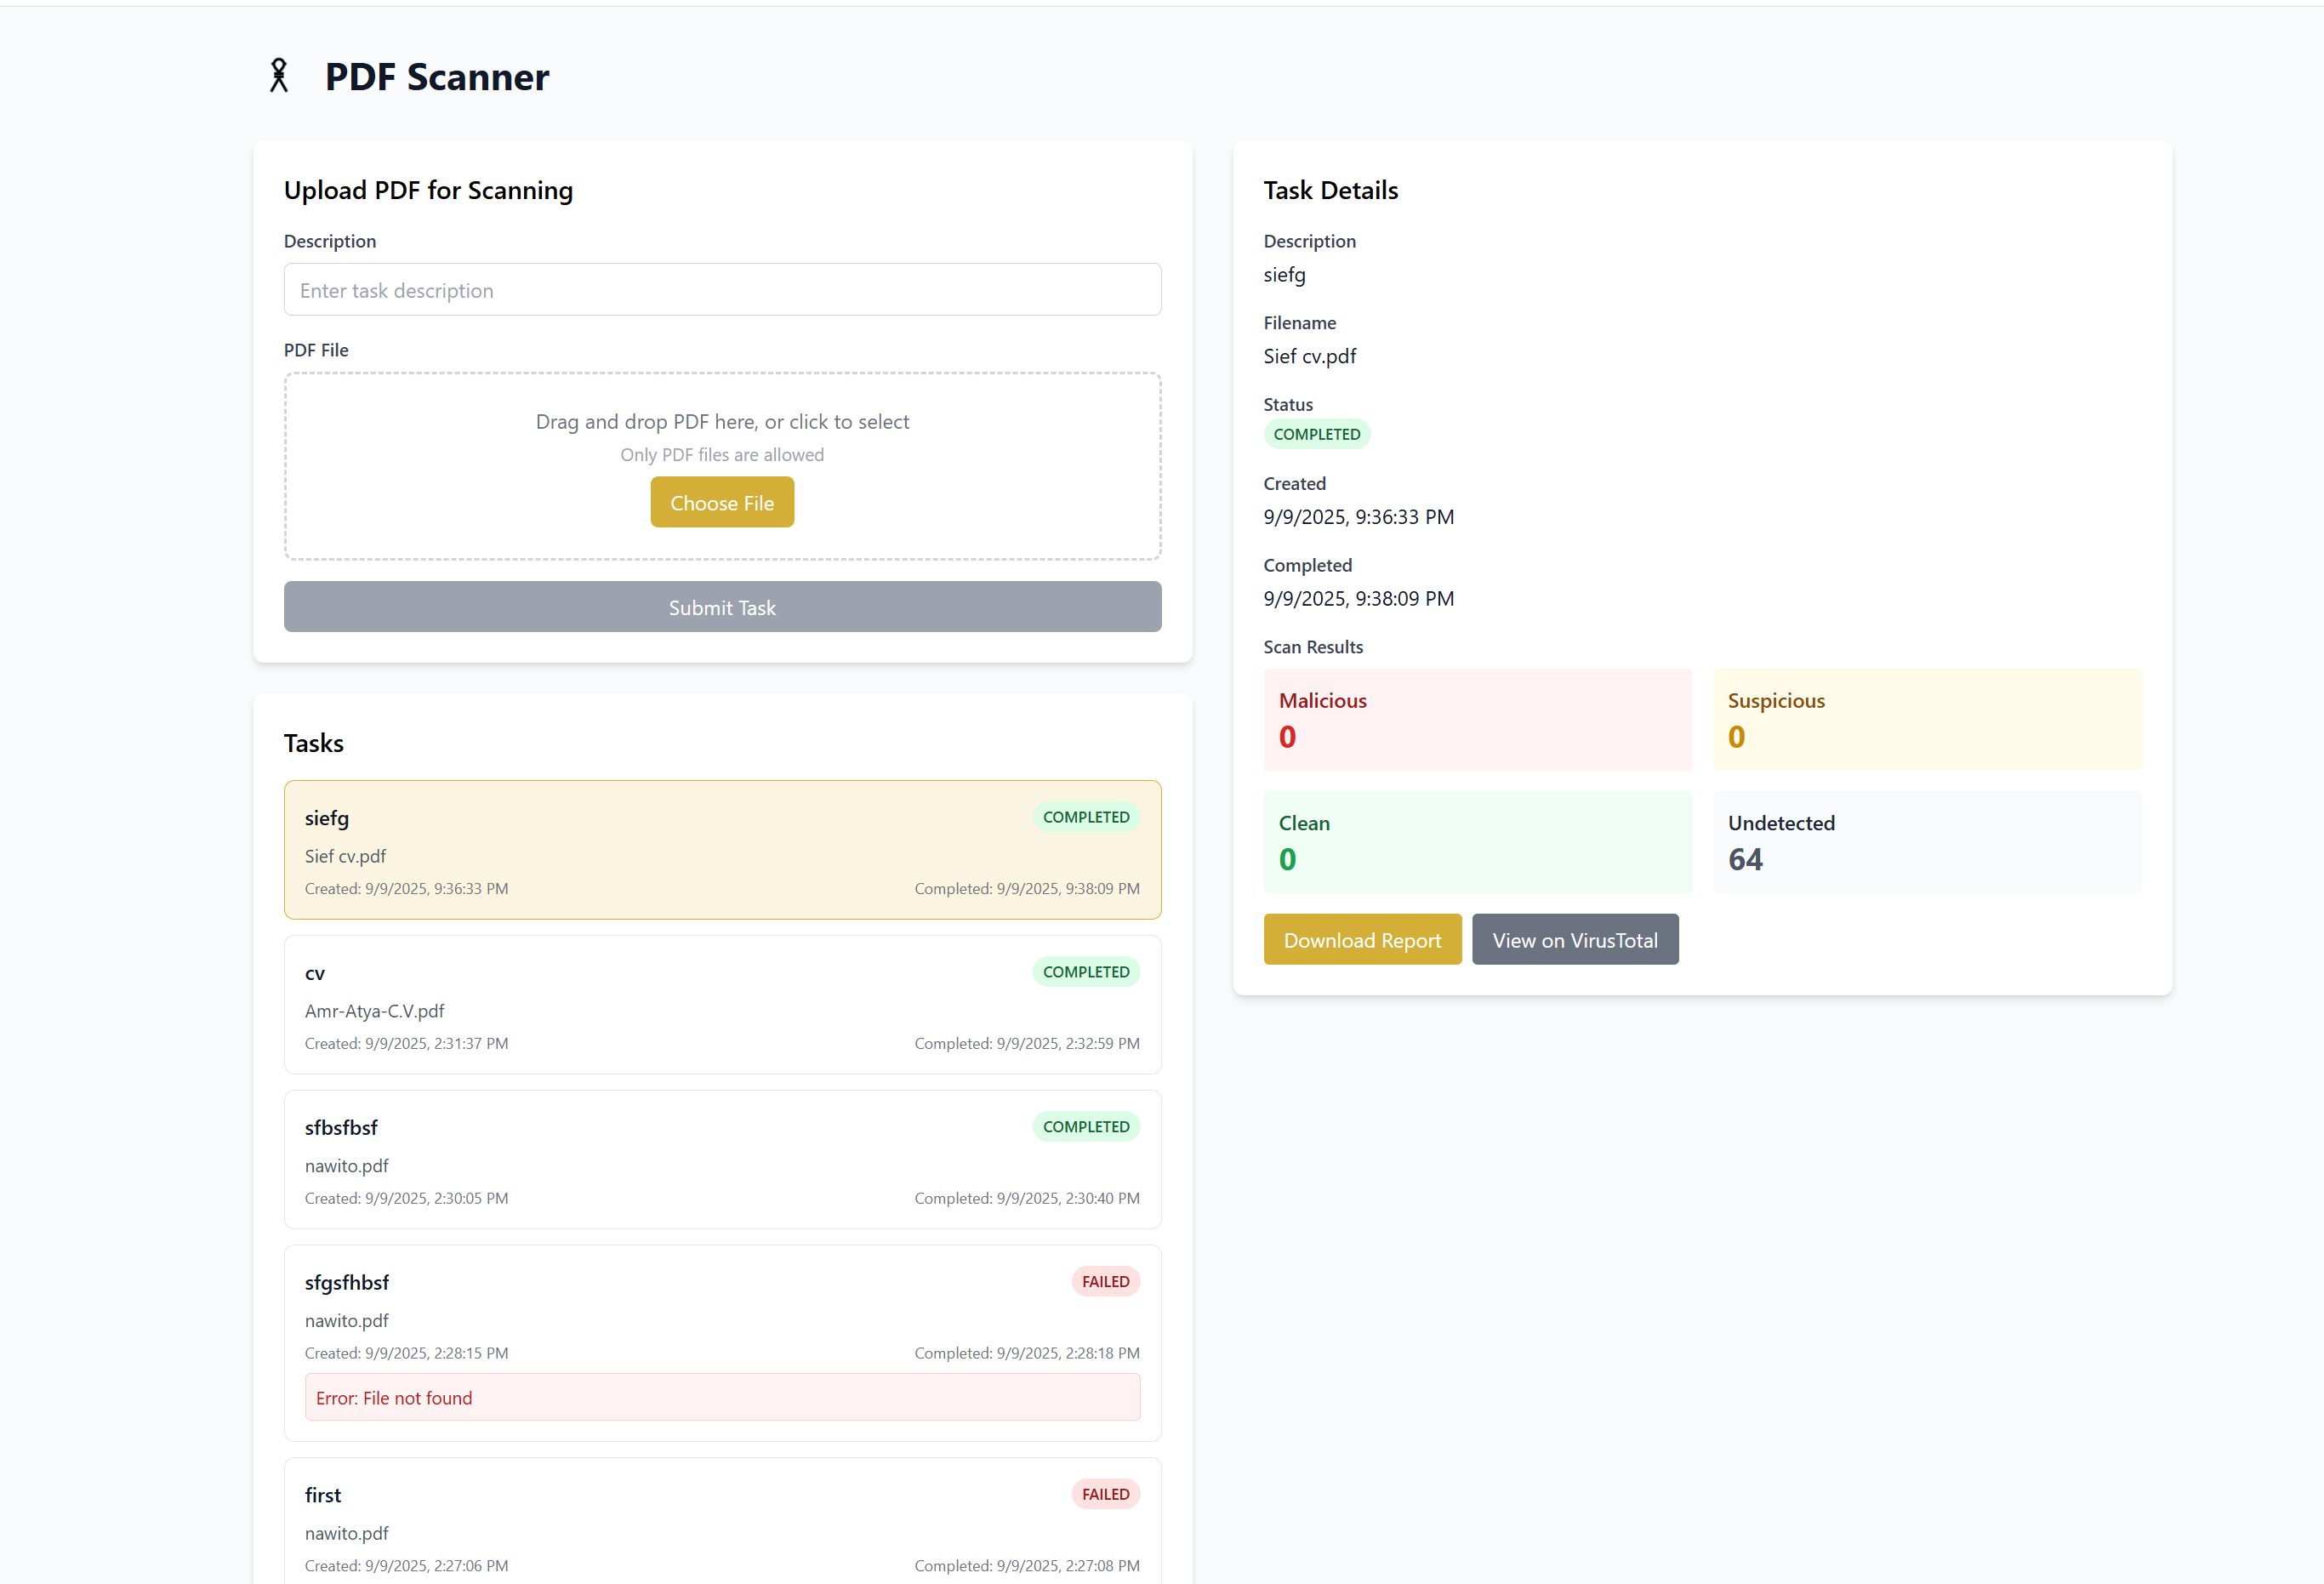 PDF Scanner
Upload PDF for Scanning
Description
Enter task description
PDF File
Drag and drop PDF here, or click to select
Only PDF files are allowed
Choose File
Submit Task
Tasks
siefg
COMPLETED
Sief cv.pdf
Created: 9/9/2025, 9:36:33 PM
Completed: 9/9/2025, 9:38:09 PM
cv
COMPLETED
Amr-Atya-C.V.pdf
Created: 9/9/2025, 2:31:37 PM
Completed: 9/9/2025, 2:32:59 PM
sfbsfbsf
COMPLETED
nawito.pdf
Created: 9/9/2025, 2:30:05 PM
Completed: 9/9/2025, 2:30:40 PM
sfgsfhbsf
FAILED
nawito.pdf
Created: 9/9/2025, 2:28:15 PM
Completed: 9/9/2025, 2:28:18 PM
Error: File not found
first
FAILED
nawito.pdf
Created: 9/9/2025, 2:27:06 PM
Completed: 9/9/2025, 2:27:08 PM
Task Details
Description
siefg
Filename
Sief cv.pdf
Status
COMPLETED
Created
9/9/2025, 9:36:33 PM
Completed
9/9/2025, 9:38:09 PM
Scan Results
Malicious
0
Suspicious
0
Clean
0
Undetected
64
Download Report
View on VirusTotal